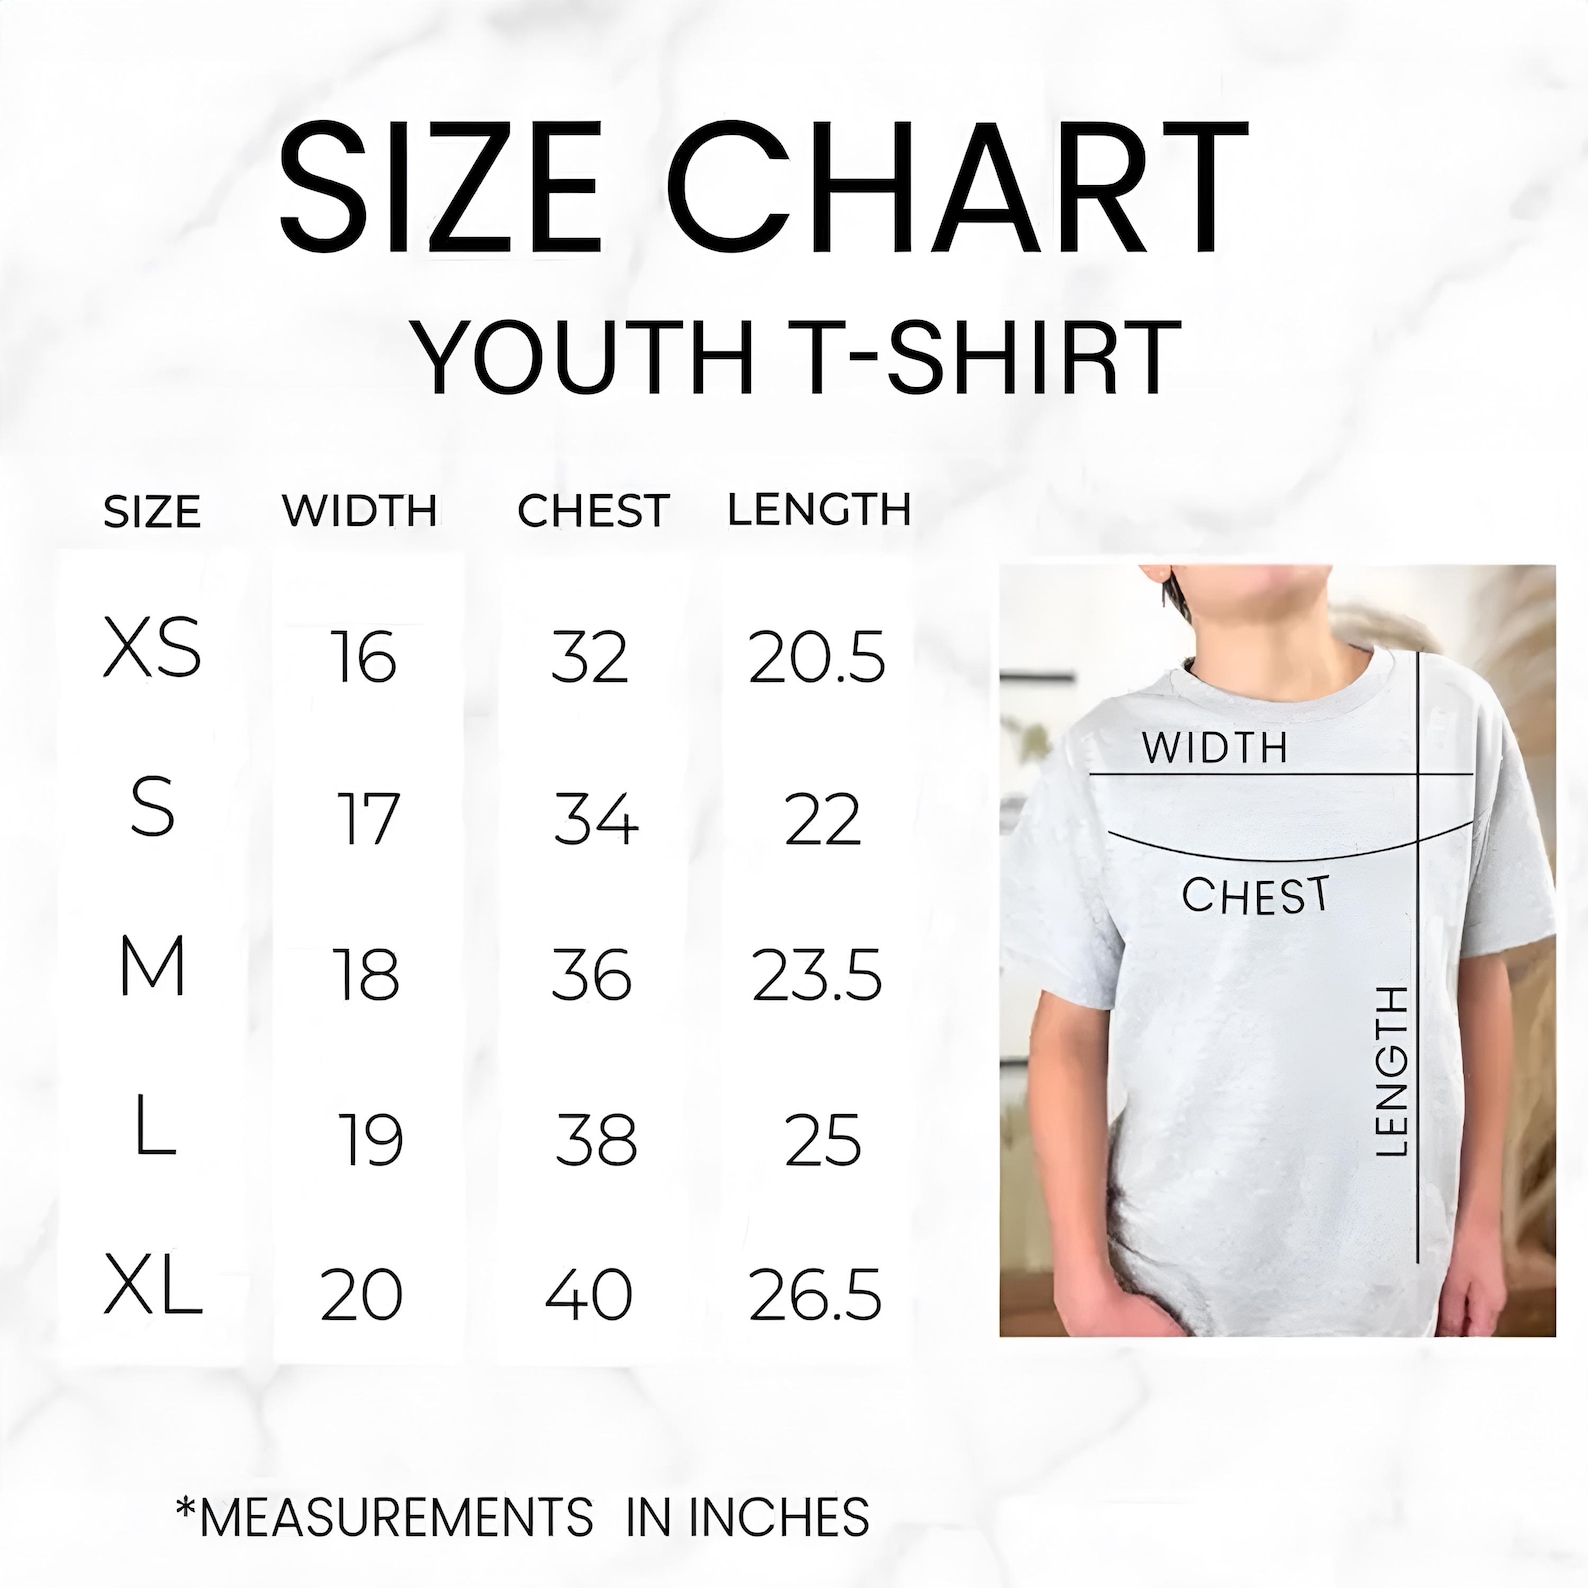 SIZE CHART
YOUTH T-SHIRT
SIZE WIDTH CHEST LENGTH
XS 16 32 20.5
S 17 34 22
M 18 36 23.5
L 19 38 25
XL 20 40 26.5
WIDTH
CHEST
LENGTH
*MEASUREMENTS IN INCHES